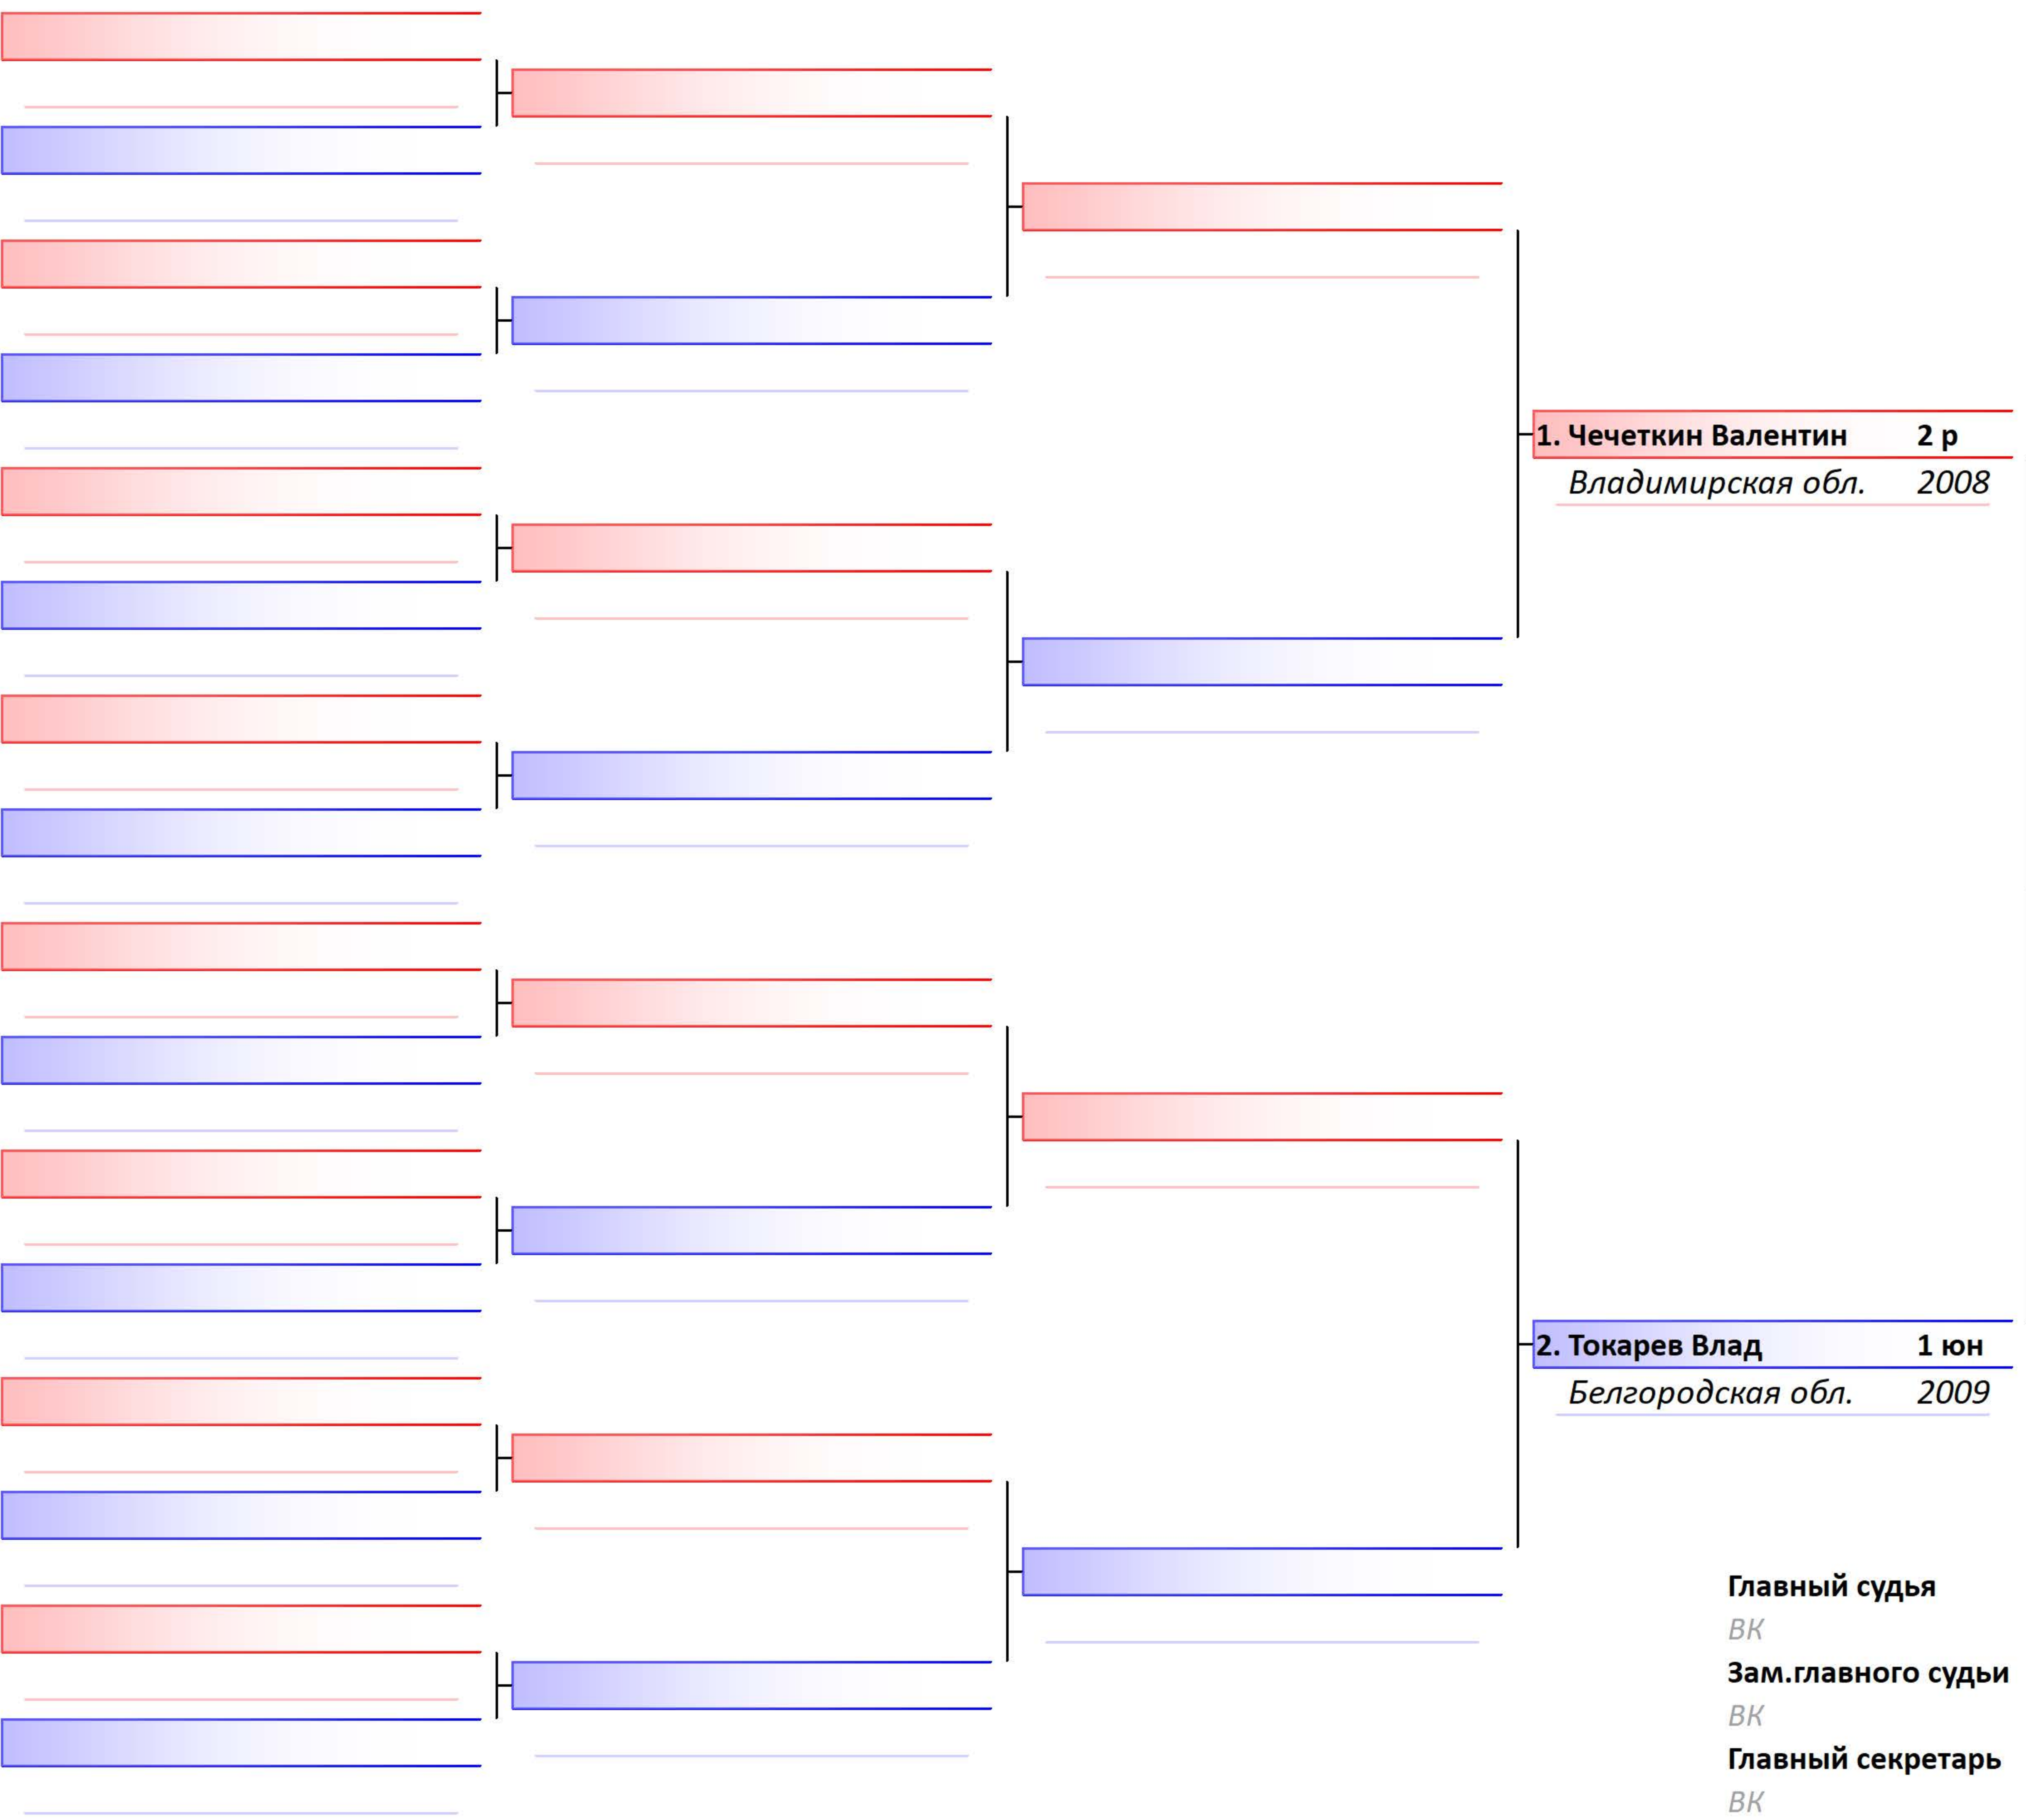 1. Чечеткин Валентин 2 р
Владимирская обл. 2008
2. Токарев Влад 1 юн
Белгородская обл. 2009
Главный судья
ВК
Зам.главного судьи
ВК
Главный секретарь
ВК